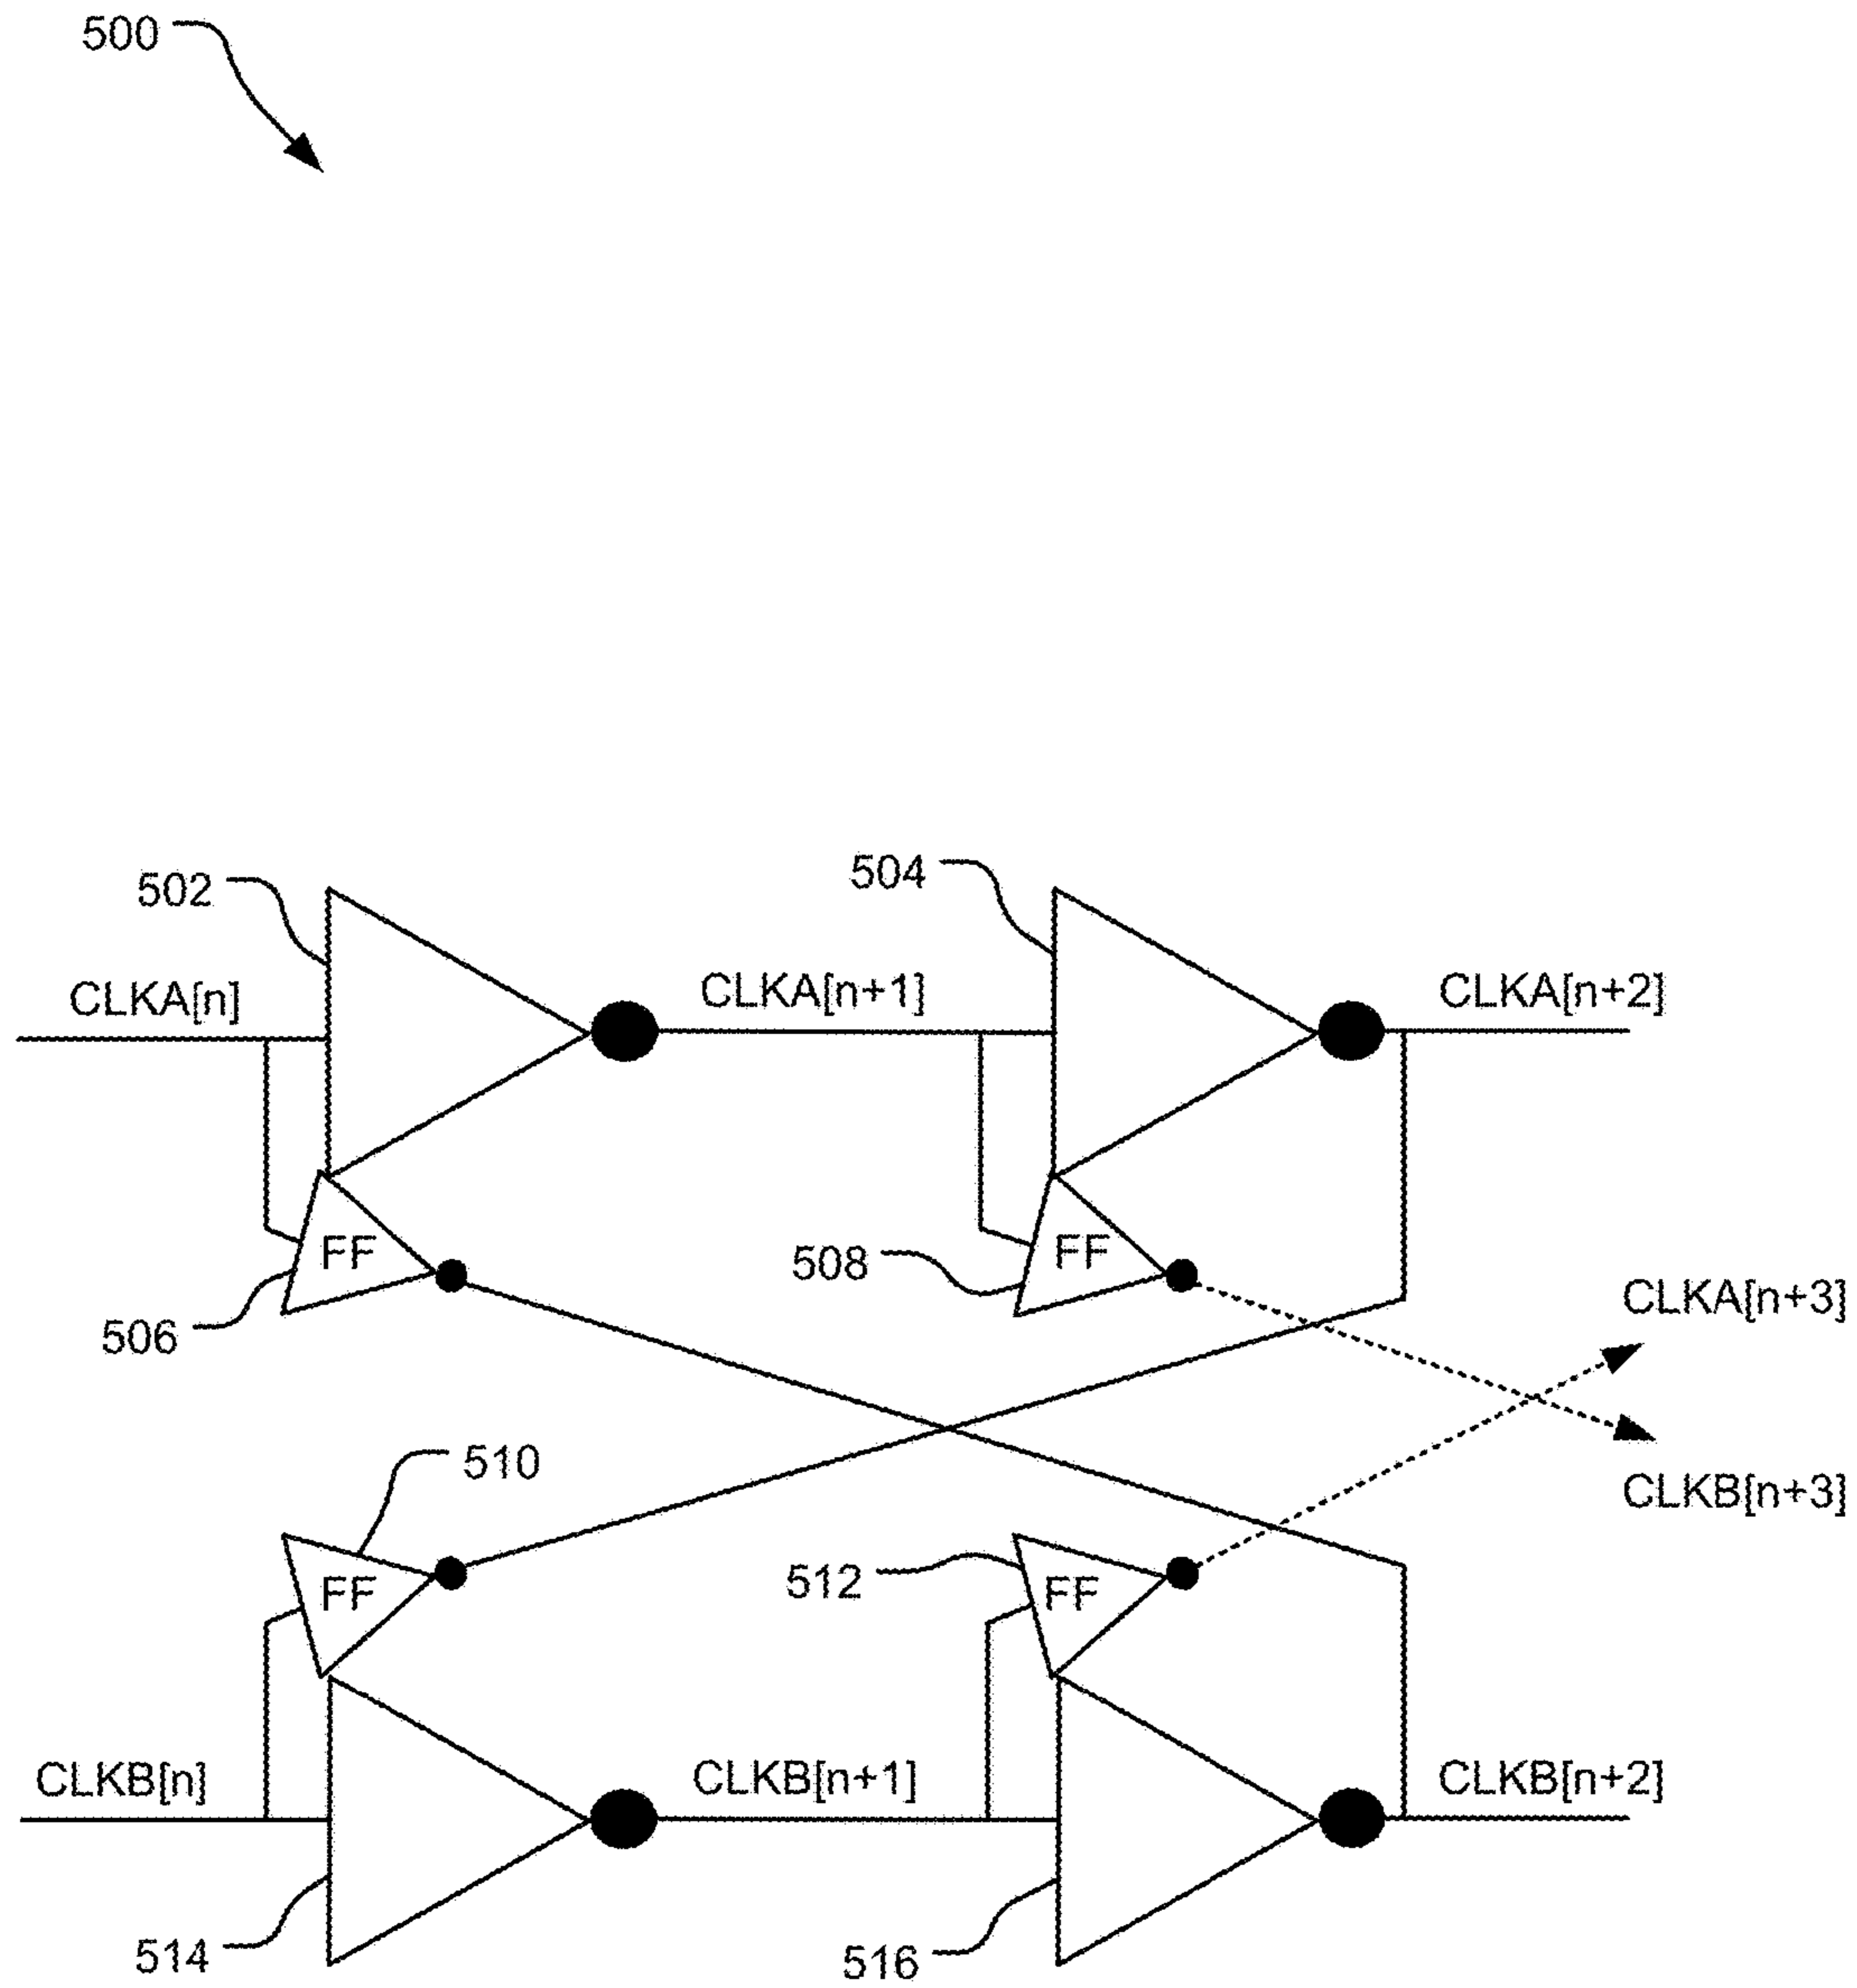 500
502
504
CLKA[n]
CLKA[n+1]
CLKA[n+2]
FF
FF
506
508
CLKA[n+3]
CLKB[n+3]
510
512
FF
FF
CLKB[n]
CLKB[n+1]
CLKB[n+2]
514
516